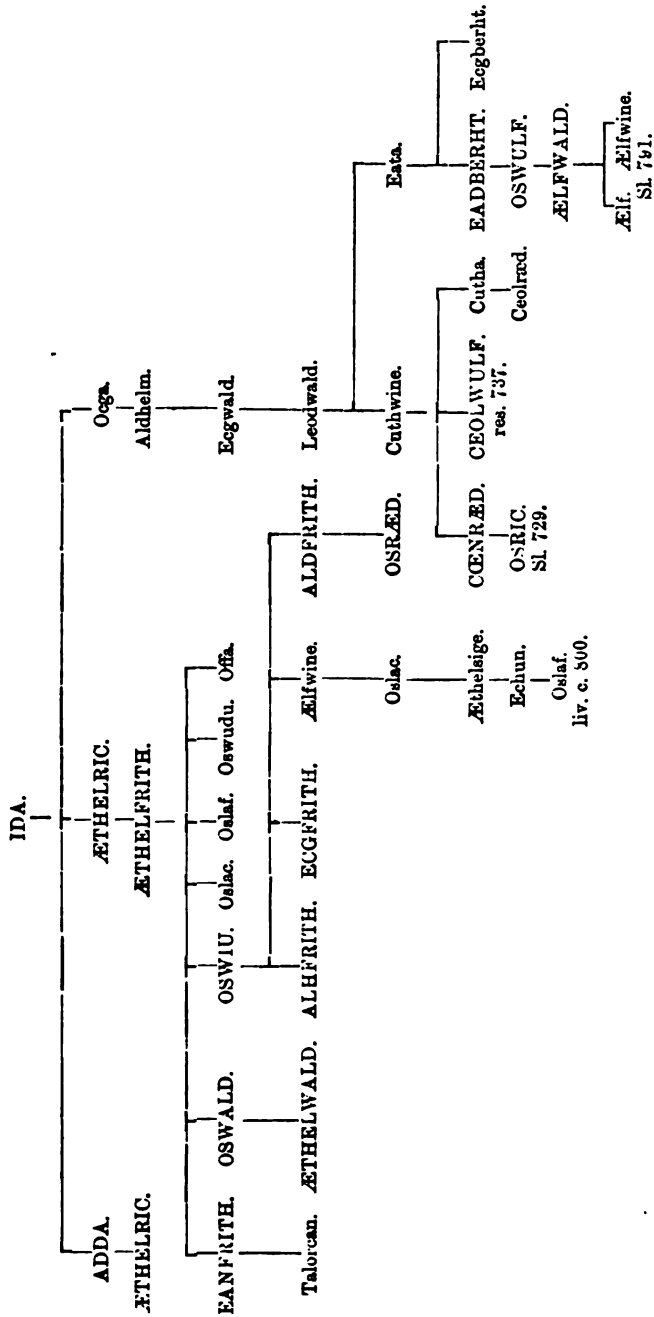 IDA.
ADDA. ÆTHELRIC. Ocga.
ÆTHELRIC. ÆTHELFRITH. Aldhelm.
EANFRITH. OSWALD. OSWIU. Oslac. Oslaf. Oswudu. Offa. Ecgwald.
Talorcan. ÆTHELWALD. ALHFRITH. ECGFRITH. Ælfwine. ALDFRITH. Leodwald.
Oslac. OSRÆD. Cuthwine. Eata.
Æthelsige. CŒNRÆD. CEOLWULF. Cutha. EADBERHT. Ecgberht.
res. 737.
Echun. OSRIC. Ceolræd. OSWULF.
Sl. 729.
Oslaf. ÆLFWALD.
liv. c. 800.
Ælf. Ælfwine.
Sl. 791.